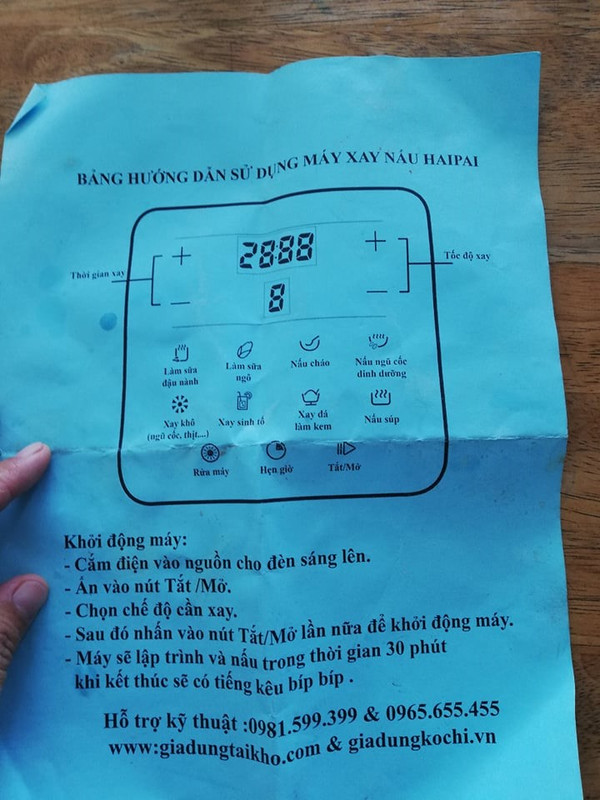 BẢNG HƯỚNG DẪN SỬ DỤNG MÁY XAY NẤU HAIPAI
Thời gian xay
+
28:88
+
Tốc độ xay
−
8
−
Làm sữa
đậu nành
Làm sữa
ngô
Nấu cháo
Nấu ngũ cốc
dinh dưỡng
Xay khô
(ngũ cốc, thịt....)
Xay sinh tố
Xay đá
làm kem
Nấu súp
Rửa máy
Hẹn giờ
Tắt/Mở
Khởi động máy:
- Cắm điện vào nguồn cho đèn sáng lên.
- Ấn vào nút Tắt /Mở.
- Chọn chế độ cần xay.
- Sau đó nhấn vào nút Tắt/Mở lần nữa để khởi động máy.
- Máy sẽ lập trình và nấu trong thời gian 30 phút
khi kết thúc sẽ có tiếng kêu bíp bíp .
Hỗ trợ kỹ thuật :0981.599.399 & 0965.655.455
www:giadungtaikho.com & giadungkochi.vn